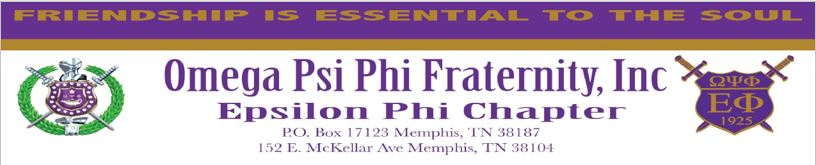 FRIENDSHIP IS ESSENTIAL TO THE SOUL
Omega Psi Phi Fraternity, Inc
Epsilon Phi Chapter
P.O. Box 17123 Memphis, TN 38187
152 E. McKellar Ave Memphis, TN 38104
ΩΨΦ
ΕΦ
1925